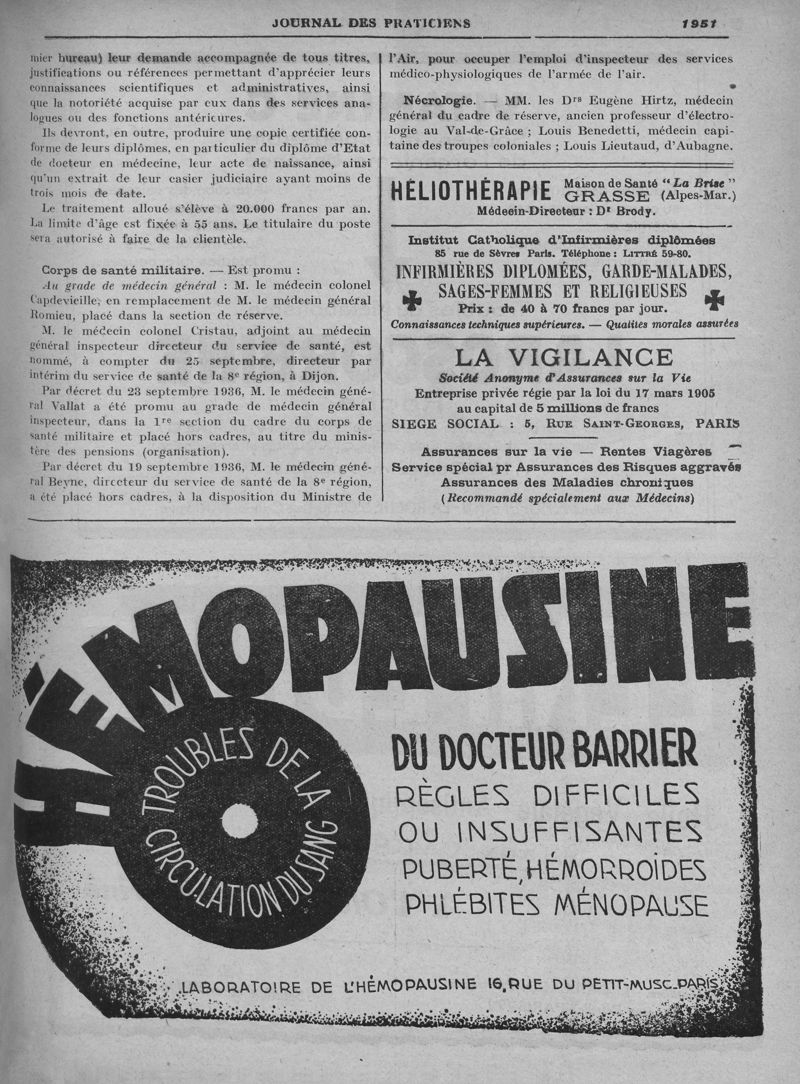 JOURNAL DES PRATICIENS
1951
mier bureau) leur demande accompagnée de tous titres,
justifications ou références permettant d'apprécier leurs
connaissances scientifiques et administratives, ainsi
que la notoriété acquise par eux dans des services ana-
logues ou des fonctions antéricures.
Ils devront, en outre, produire une copie certifiée con-
forme de leurs diplômes, en particulier du diplôme d'Etat
de docteur en médecine, leur acte de naissance, ainsi
qu'un extrait de leur casier judiciaire ayant moins de
trois mois de date.
Le traitement alloué s'élève à 20.000 francs par an.
La limite d'âge est fixée à 55 ans. Le titulaire du poste
sera autorisé à faire de la clientèle.
Corps de santé militaire. — Est promu :
Au grade de médecin général : M. le médecin colonel
Capdevieille, en remplacement de M. le médecin général
Romieu, placé dans la section de réserve.
M. le médecin colonel Cristau, adjoint au médecin
général inspecteur directeur du service de santé, est
nommé, à compter du 25 septembre, directeur par
intérim du service de santé de la 8e région, à Dijon.
Par décret du 23 septembre 1936, M. le médecin géné-
ral Vallat a été promu au grade de médecin général
inspecteur, dans la 1re section du cadre du corps de
santé militaire et placé hors cadres, au titre du minis-
tère des pensions (organisation).
Par décret du 19 septembre 1936, M. le médecin géné-
ral Beyne, directeur du service de santé de la 8e région,
a été placé hors cadres, à la disposition du Ministre de
l'Air, pour occuper l'emploi d'inspecteur des services
médico-physiologiques de l'armée de l'air.
Nécrologie. — MM. les Drs Eugène Hirtz, médecin
général du cadre de réserve, ancien professeur d'électro-
logie au Val-de-Grâce ; Louis Benedetti, médecin capi-
taine des troupes coloniales ; Louis Lieutaud, d'Aubagne.
HÉLIOTHÉRAPIE Maison de Santé "La Brise"
GRASSE (Alpes-Mar.)
Médecin-Directeur : Dr Brody.
Institut Catholique d'Infirmières diplômées
85 rue de Sèvres Paris. Téléphone : LITTRÉ 59-80.
INFIRMIÈRES DIPLOMÉES, GARDE-MALADES,
SAGES-FEMMES ET RELIGIEUSES
Prix : de 40 à 70 francs par jour.
Connaissances techniques supérieures. — Qualités morales assurées
LA VIGILANCE
Société Anonyme d'Assurances sur la Vie
Entreprise privée régie par la loi du 17 mars 1905
au capital de 5 millions de francs
SIEGE SOCIAL : 5, RUE SAINT-GEORGES, PARIS
Assurances sur la vie — Rentes Viagères
Service spécial pr Assurances des Risques aggravés
Assurances des Maladies chroniques
(Recommandé spécialement aux Médecins)
HÉMOPAUSINE
TROUBLES DE LA
CIRCULATION DU SANG
DU DOCTEUR BARRIER
RÈGLES DIFFICILES
OU INSUFFISANTES
PUBERTÉ, HÉMORROÏDES
PHLÉBITES MÉNOPAUSE
LABORATOIRE DE L'HÉMOPAUSINE 16, RUE DU PETIT-MUSC_PARIS